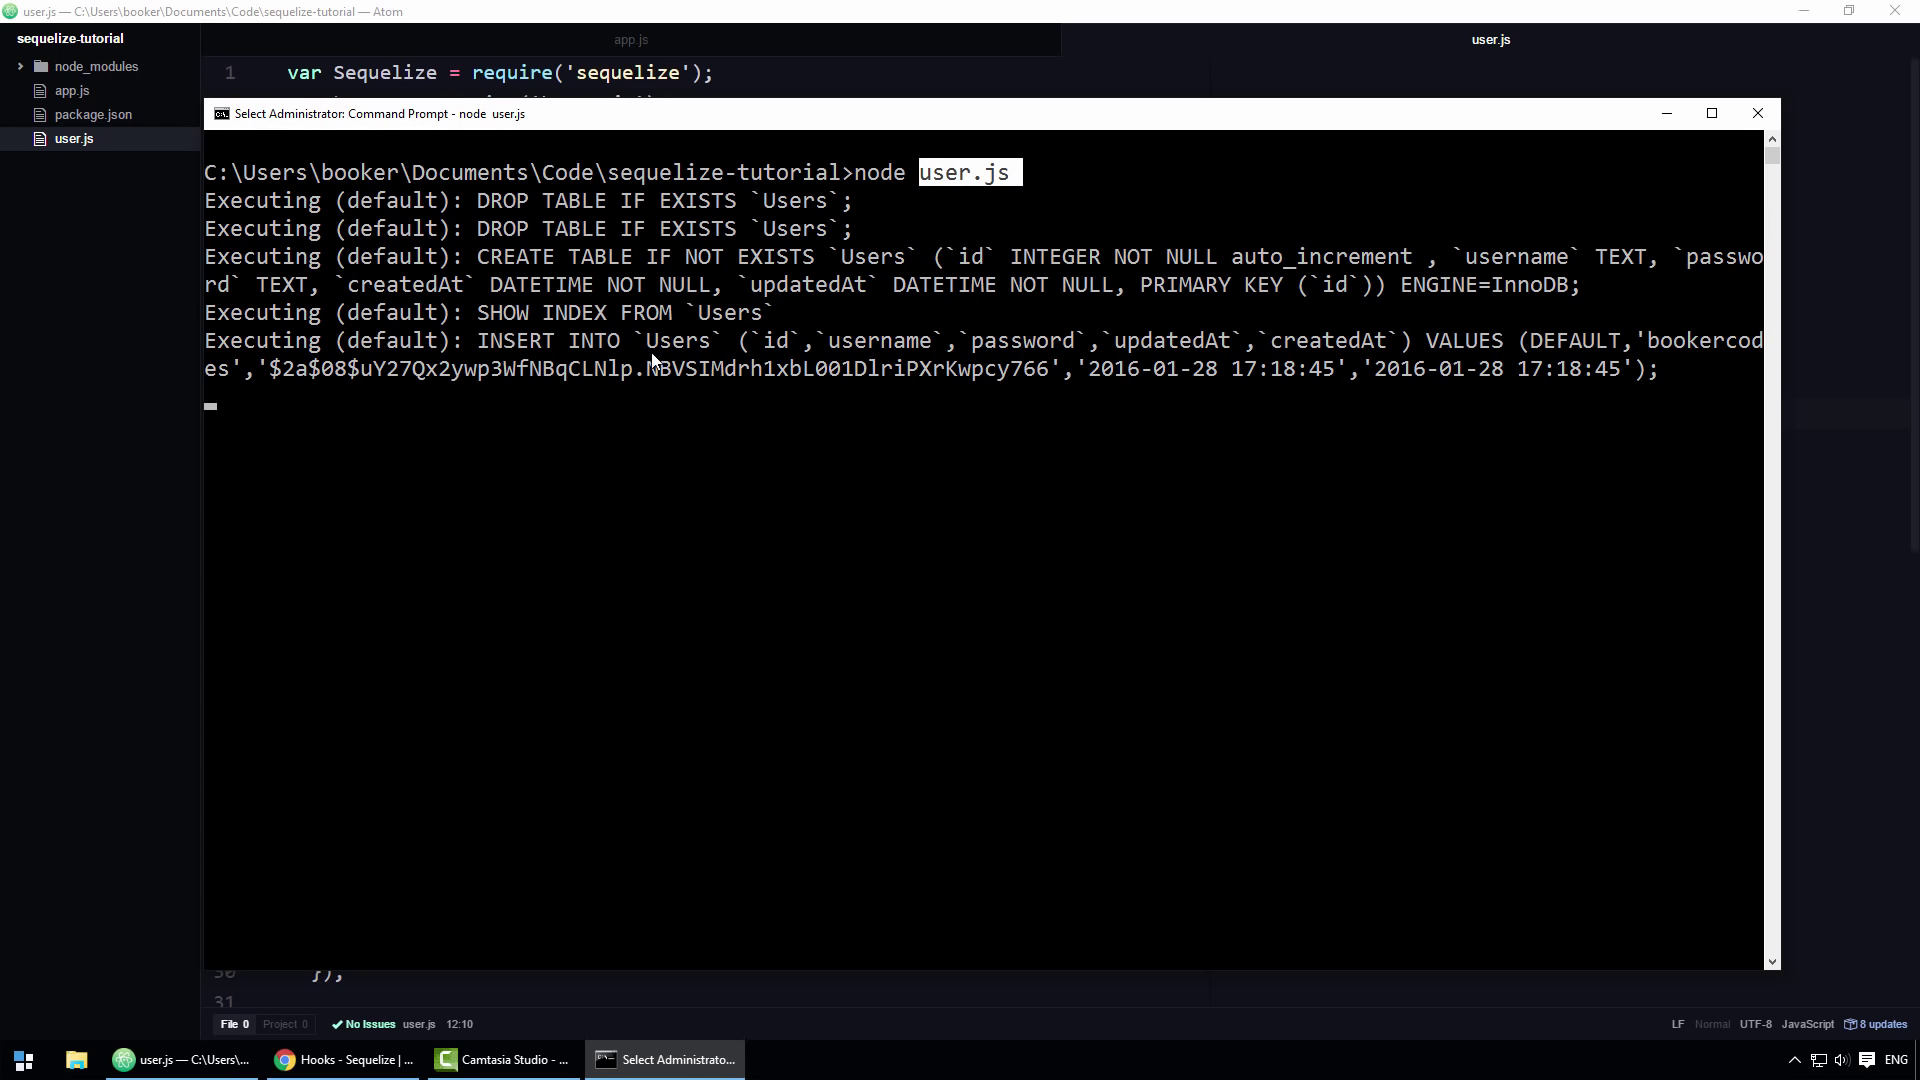 user.js — C:\Users\booker\Documents\Code\sequelize-tutorial — Atom
sequelize-tutorial
app.js
user.js
node_modules
app.js
package.json
user.js
1 var Sequelize = require('sequelize');
Select Administrator: Command Prompt - node  user.js
C:\Users\booker\Documents\Code\sequelize-tutorial>node user.js
Executing (default): DROP TABLE IF EXISTS `Users`;
Executing (default): DROP TABLE IF EXISTS `Users`;
Executing (default): CREATE TABLE IF NOT EXISTS `Users` (`id` INTEGER NOT NULL auto_increment , `username` TEXT, `passwo
rd` TEXT, `createdAt` DATETIME NOT NULL, `updatedAt` DATETIME NOT NULL, PRIMARY KEY (`id`)) ENGINE=InnoDB;
Executing (default): SHOW INDEX FROM `Users`
Executing (default): INSERT INTO `Users` (`id`,`username`,`password`,`updatedAt`,`createdAt`) VALUES (DEFAULT,'bookercod
es','$2a$08$uY27Qx2ywp3WfNBqCLNlp.NBVSIMdrh1xbL001DlriPXrKwpcy766','2016-01-28 17:18:45','2016-01-28 17:18:45');
30 });
31
File 0 Project 0 No Issues user.js 12:10
LF Normal UTF-8 JavaScript 8 updates
user.js — C:\Users\...
Hooks - Sequelize | ...
Camtasia Studio - ...
Select Administrato...
ENG